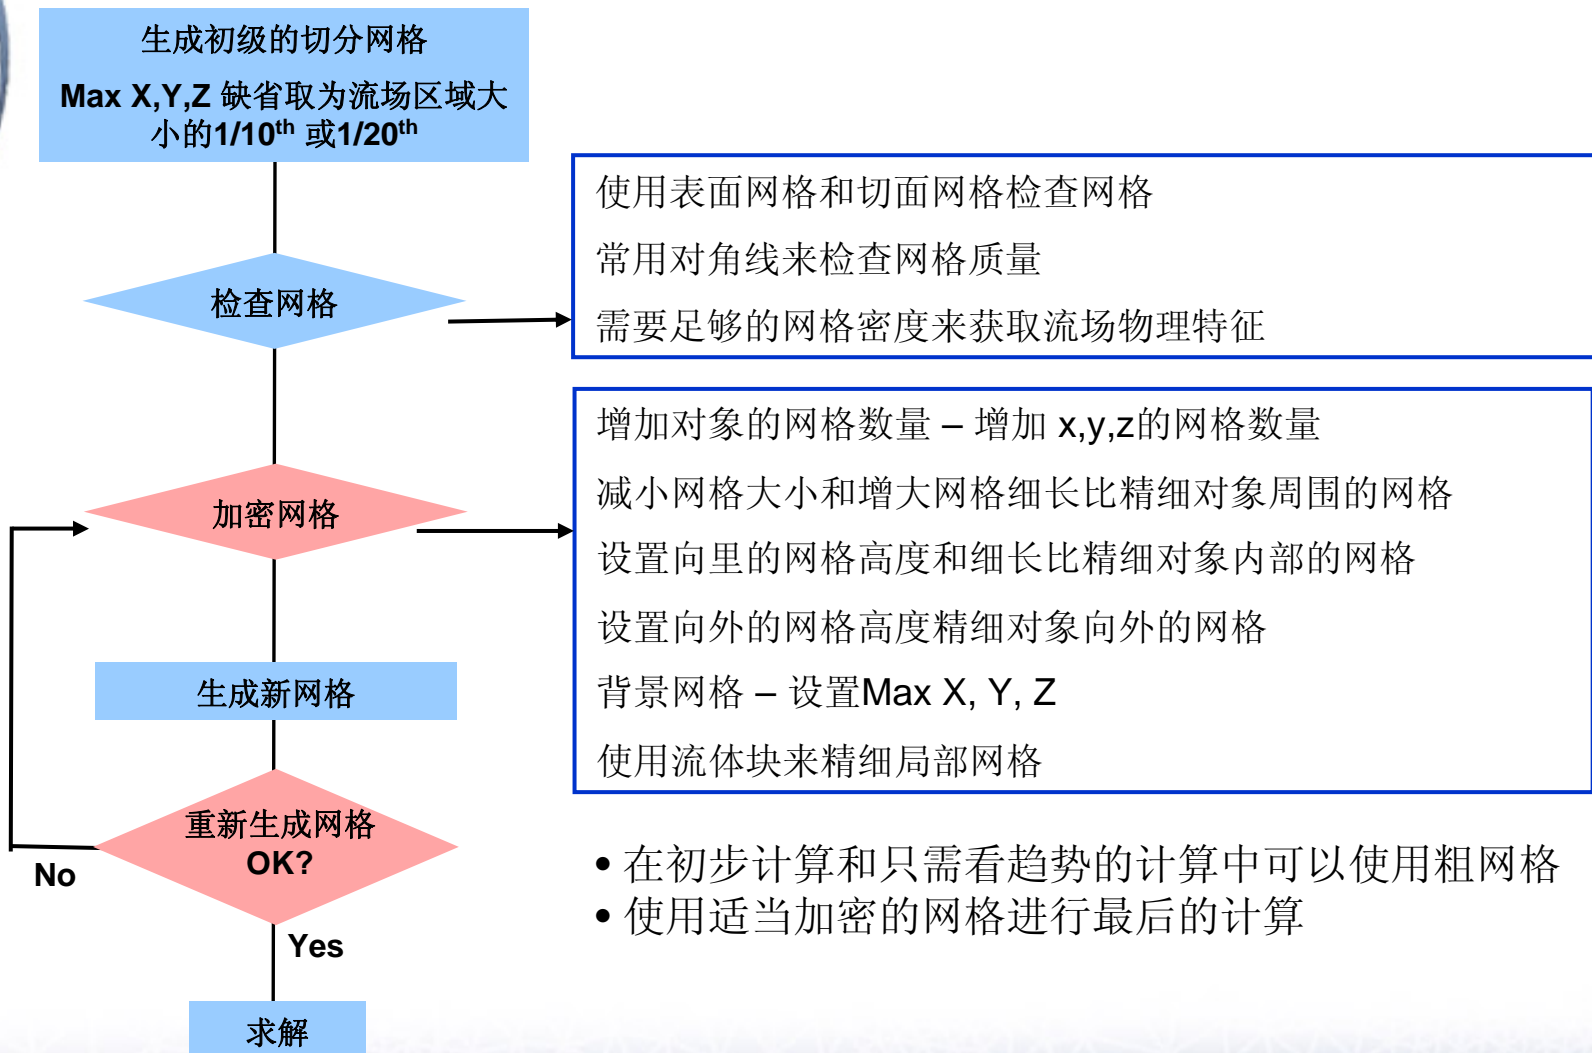 生成初级的切分网格
Max X,Y,Z 缺省取为流场区域大
小的1/10th 或1/20th
检查网格
使用表面网格和切面网格检查网格
常用对角线来检查网格质量
需要足够的网格密度来获取流场物理特征
加密网格
增加对象的网格数量 – 增加 x,y,z的网格数量
减小网格大小和增大网格细长比精细对象周围的网格
设置向里的网格高度和细长比精细对象内部的网格
设置向外的网格高度精细对象向外的网格
背景网格 – 设置Max X, Y, Z
使用流体块来精细局部网格
生成新网格
重新生成网格
OK?
No
Yes
求解
• 在初步计算和只需看趋势的计算中可以使用粗网格
• 使用适当加密的网格进行最后的计算